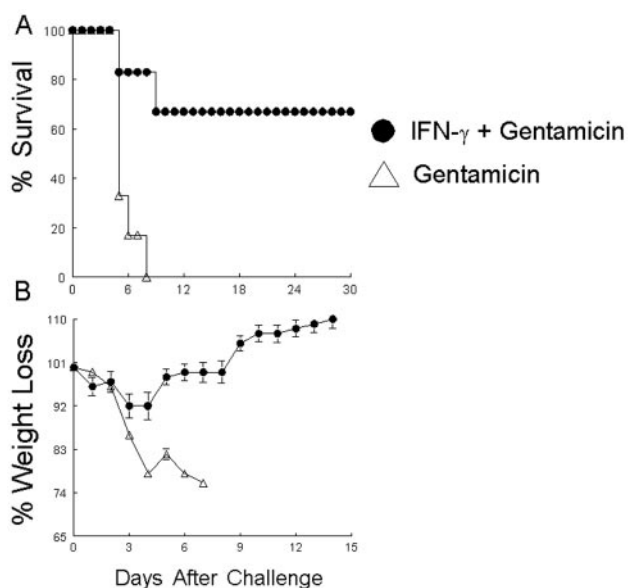 A
100
80
60
40
20
0
% Survival
0 6 12 18 24 30
IFN-γ + Gentamicin
Gentamicin
B
110
101
92
83
74
65
% Weight Loss
0 3 6 9 12 15
Days After Challenge